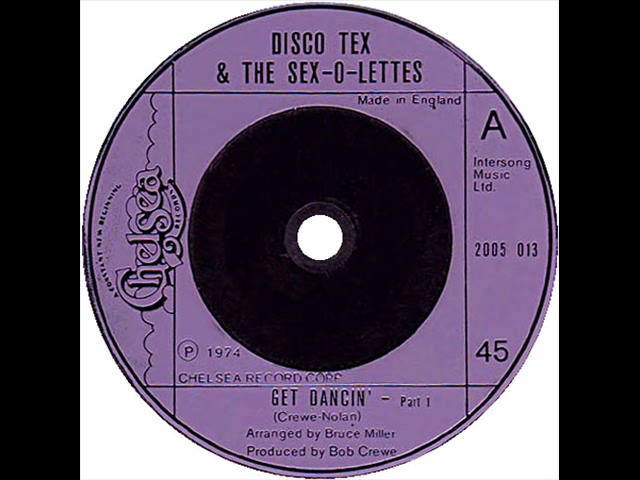 DISCO TEX
& THE SEX-O-LETTES
Made in England
A
Intersong
Music
Ltd.
2005 013
45
A CONSTANT NEW BEGINNING
Chelsea
RECORDS
Ⓟ 1974
CHELSEA RECORD CORP.
GET DANCIN' - Part 1
(Crewe-Nolan)
Arranged by Bruce Miller
Produced by Bob Crewe